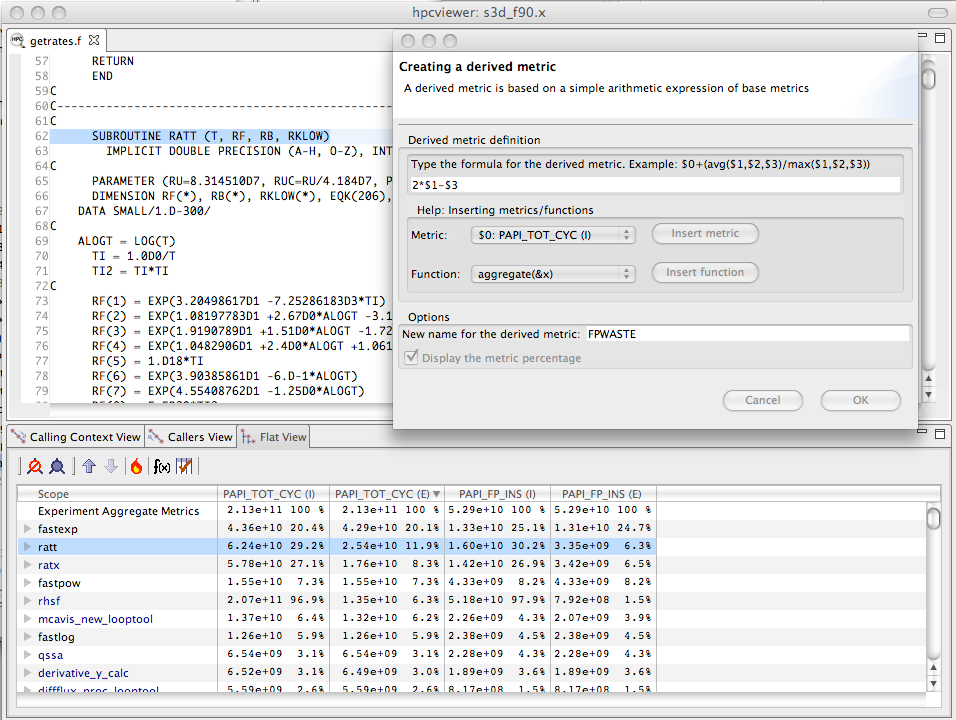 hpcviewer: s3d_f90.x
getrates.f
57 RETURN
58 END
59 C
60 C-------------------------------------------------
61 C
62 SUBROUTINE RATT (T, RF, RB, RKLOW)
63 IMPLICIT DOUBLE PRECISION (A-H, O-Z), INT
64 C
65 PARAMETER (RU=8.314510D7, RUC=RU/4.184D7, P
66 DIMENSION RF(*), RB(*), RKLOW(*), EQK(206),
67 DATA SMALL/1.D-300/
68 C
69 ALOGT = LOG(T)
70 TI = 1.0D0/T
71 TI2 = TI*TI
72 C
73 RF(1) = EXP(3.20498617D1 -7.25286183D3*TI)
74 RF(2) = EXP(1.08197783D1 +2.67D0*ALOGT -3.1
75 RF(3) = EXP(1.9190789D1 +1.51D0*ALOGT -1.72
76 RF(4) = EXP(1.0482906D1 +2.4D0*ALOGT +1.061
77 RF(5) = 1.D18*TI
78 RF(6) = EXP(3.90385861D1 -6.D-1*ALOGT)
79 RF(7) = EXP(4.55408762D1 -1.25D0*ALOGT)
Creating a derived metric
A derived metric is based on a simple arithmetic expression of base metrics
Derived metric definition
Type the formula for the derived metric. Example: $0+(avg($1,$2,$3)/max($1,$2,$3))
2*$1-$3
Help: Inserting metrics/functions
Metric: $0: PAPI_TOT_CYC (I) Insert metric
Function: aggregate(&x) Insert function
Options
New name for the derived metric: FPWASTE
Display the metric percentage
Cancel OK
Calling Context View Callers View Flat View
f(x)
Scope PAPI_TOT_CYC (I) PAPI_TOT_CYC (E) PAPI_FP_INS (I) PAPI_FP_INS (E)
Experiment Aggregate Metrics 2.13e+11 100 % 2.13e+11 100 % 5.29e+10 100 % 5.29e+10 100 %
fastexp 4.36e+10 20.4% 4.29e+10 20.1% 1.33e+10 25.1% 1.31e+10 24.7%
ratt 6.24e+10 29.2% 2.54e+10 11.9% 1.60e+10 30.2% 3.35e+09 6.3%
ratx 5.78e+10 27.1% 1.76e+10 8.3% 1.42e+10 26.9% 3.42e+09 6.5%
fastpow 1.55e+10 7.3% 1.55e+10 7.3% 4.33e+09 8.2% 4.33e+09 8.2%
rhsf 2.07e+11 96.9% 1.35e+10 6.3% 5.18e+10 97.9% 7.92e+08 1.5%
mcavis_new_looptool 1.37e+10 6.4% 1.32e+10 6.2% 2.26e+09 4.3% 2.07e+09 3.9%
fastlog 1.26e+10 5.9% 1.26e+10 5.9% 2.38e+09 4.5% 2.38e+09 4.5%
qssa 6.54e+09 3.1% 6.54e+09 3.1% 2.28e+09 4.3% 2.28e+09 4.3%
derivative_y_calc 6.52e+09 3.1% 6.49e+09 3.0% 1.89e+09 3.6% 1.89e+09 3.6%
diffflux_proc_looptool 5.59e+09 2.6% 5.59e+09 2.6% 8.17e+08 1.5% 8.17e+08 1.5%